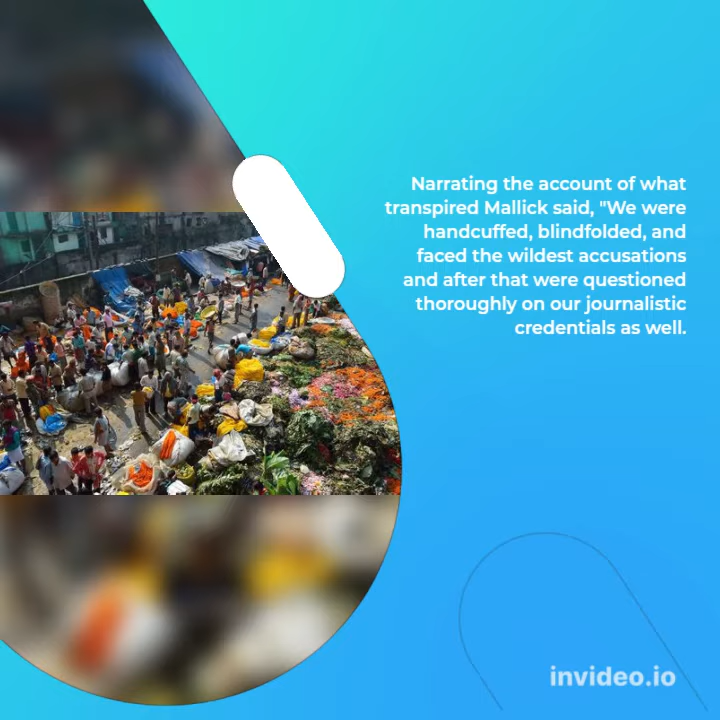 Narrating the account of what
transpired Mallick said, "We were
handcuffed, blindfolded, and
faced the wildest accusations
and after that were questioned
thoroughly on our journalistic
credentials as well.
invideo.io